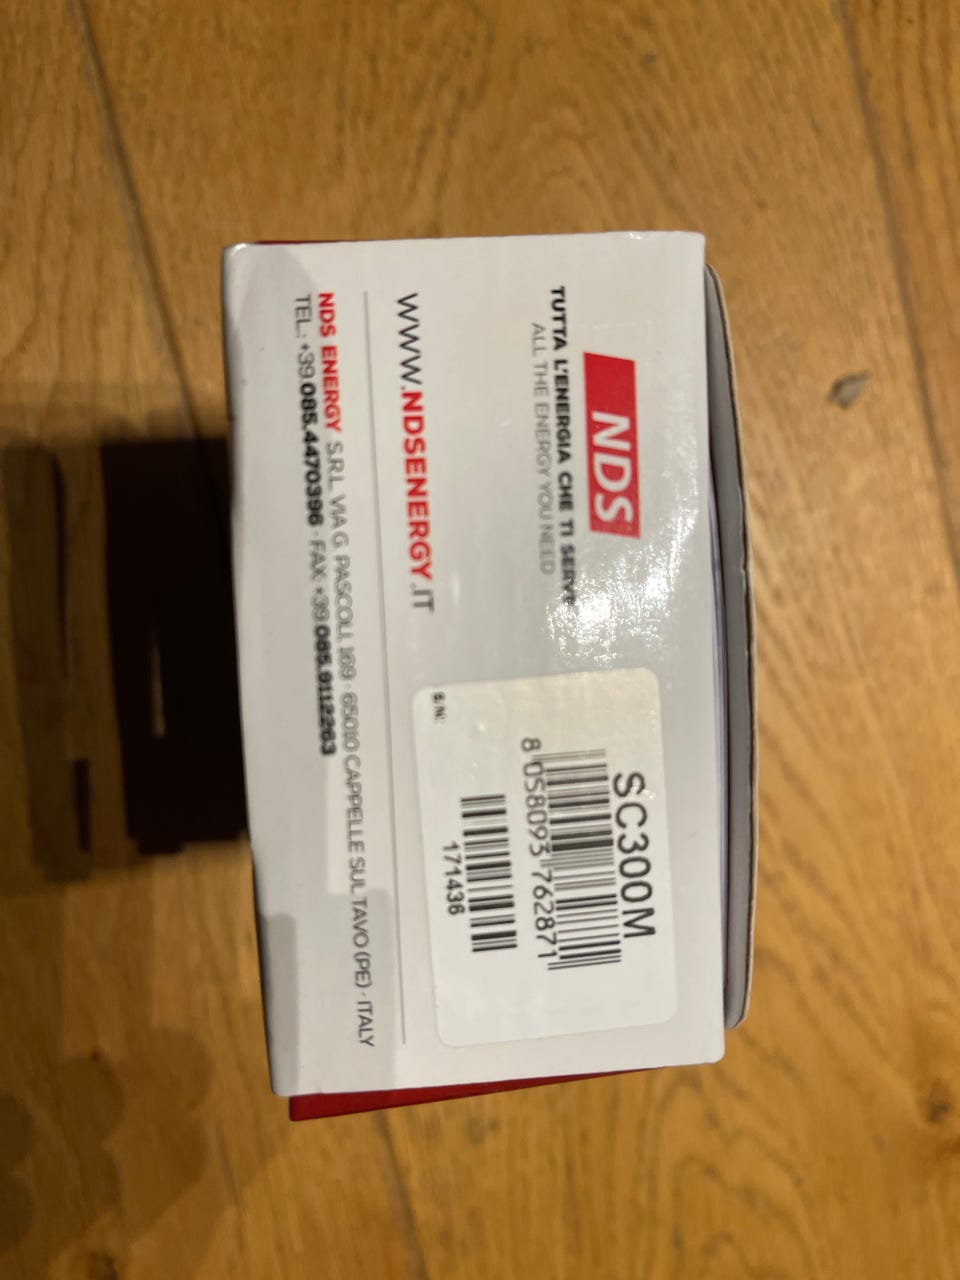 NDS
TUTTA L'ENERGIA CHE TI SERVE
ALL THE ENERGY YOU NEED
SC300M
8 058093 762871
S/N:
171436
WWW.NDSENERGY.IT
NDS ENERGY S.R.L. VIA G. PASCOLI, 169 · 65010 CAPPELLE SUL TAVO (PE) · ITALY
TEL.: +39.085.4470396 · FAX: +39.085.9112263